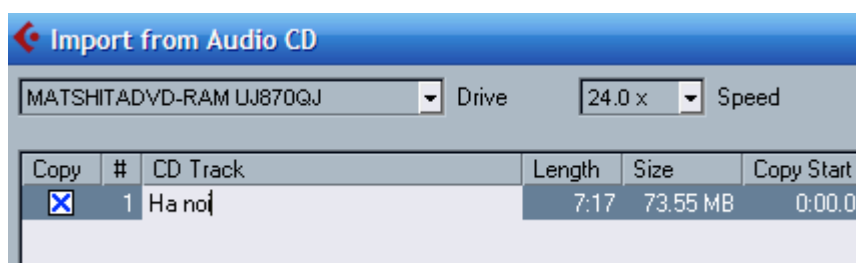 Import from Audio CD
MATSHITADVD-RAM UJ870QJ Drive 24.0 x Speed
Copy # CD Track Length Size Copy Start
1 Ha noi 7:17 73.55 MB 0:00.0